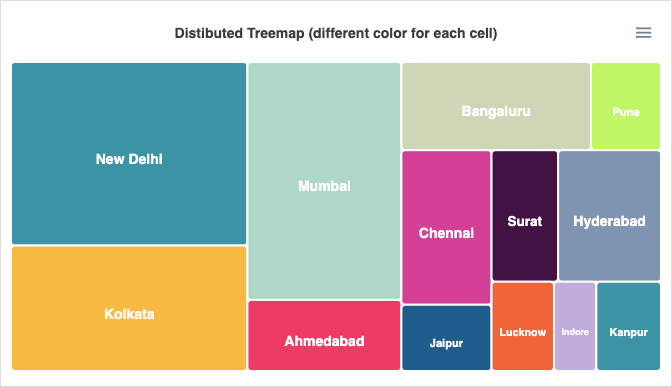 Distibuted Treemap (different color for each cell)
New Delhi
Mumbai
Bangaluru
Pune
Chennai
Surat
Hyderabad
Kolkata
Ahmedabad
Jaipur
Lucknow
Indore
Kanpur